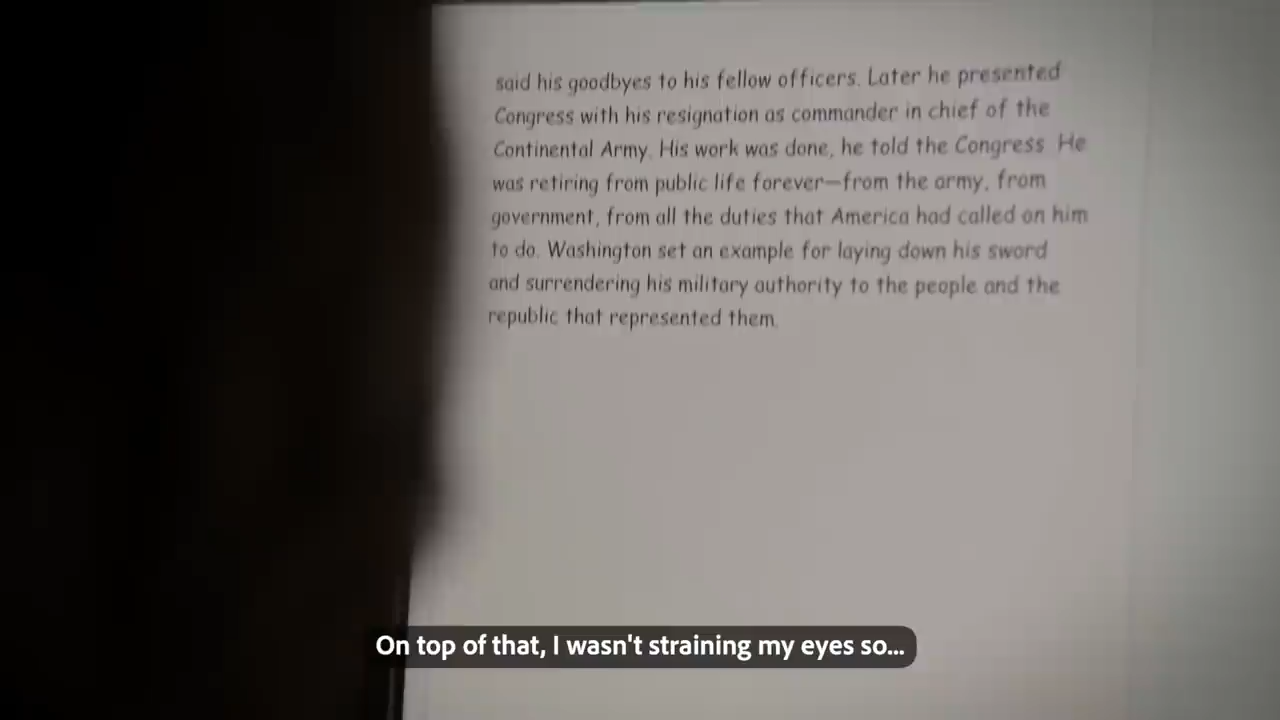 said his goodbyes to his fellow officers. Later he presented
Congress with his resignation as commander in chief of the
Continental Army. His work was done, he told the Congress. He
was retiring from public life forever—from the army, from
government, from all the duties that America had called on him
to do. Washington set an example for laying down his sword
and surrendering his military authority to the people and the
republic that represented them.
On top of that, I wasn't straining my eyes so...